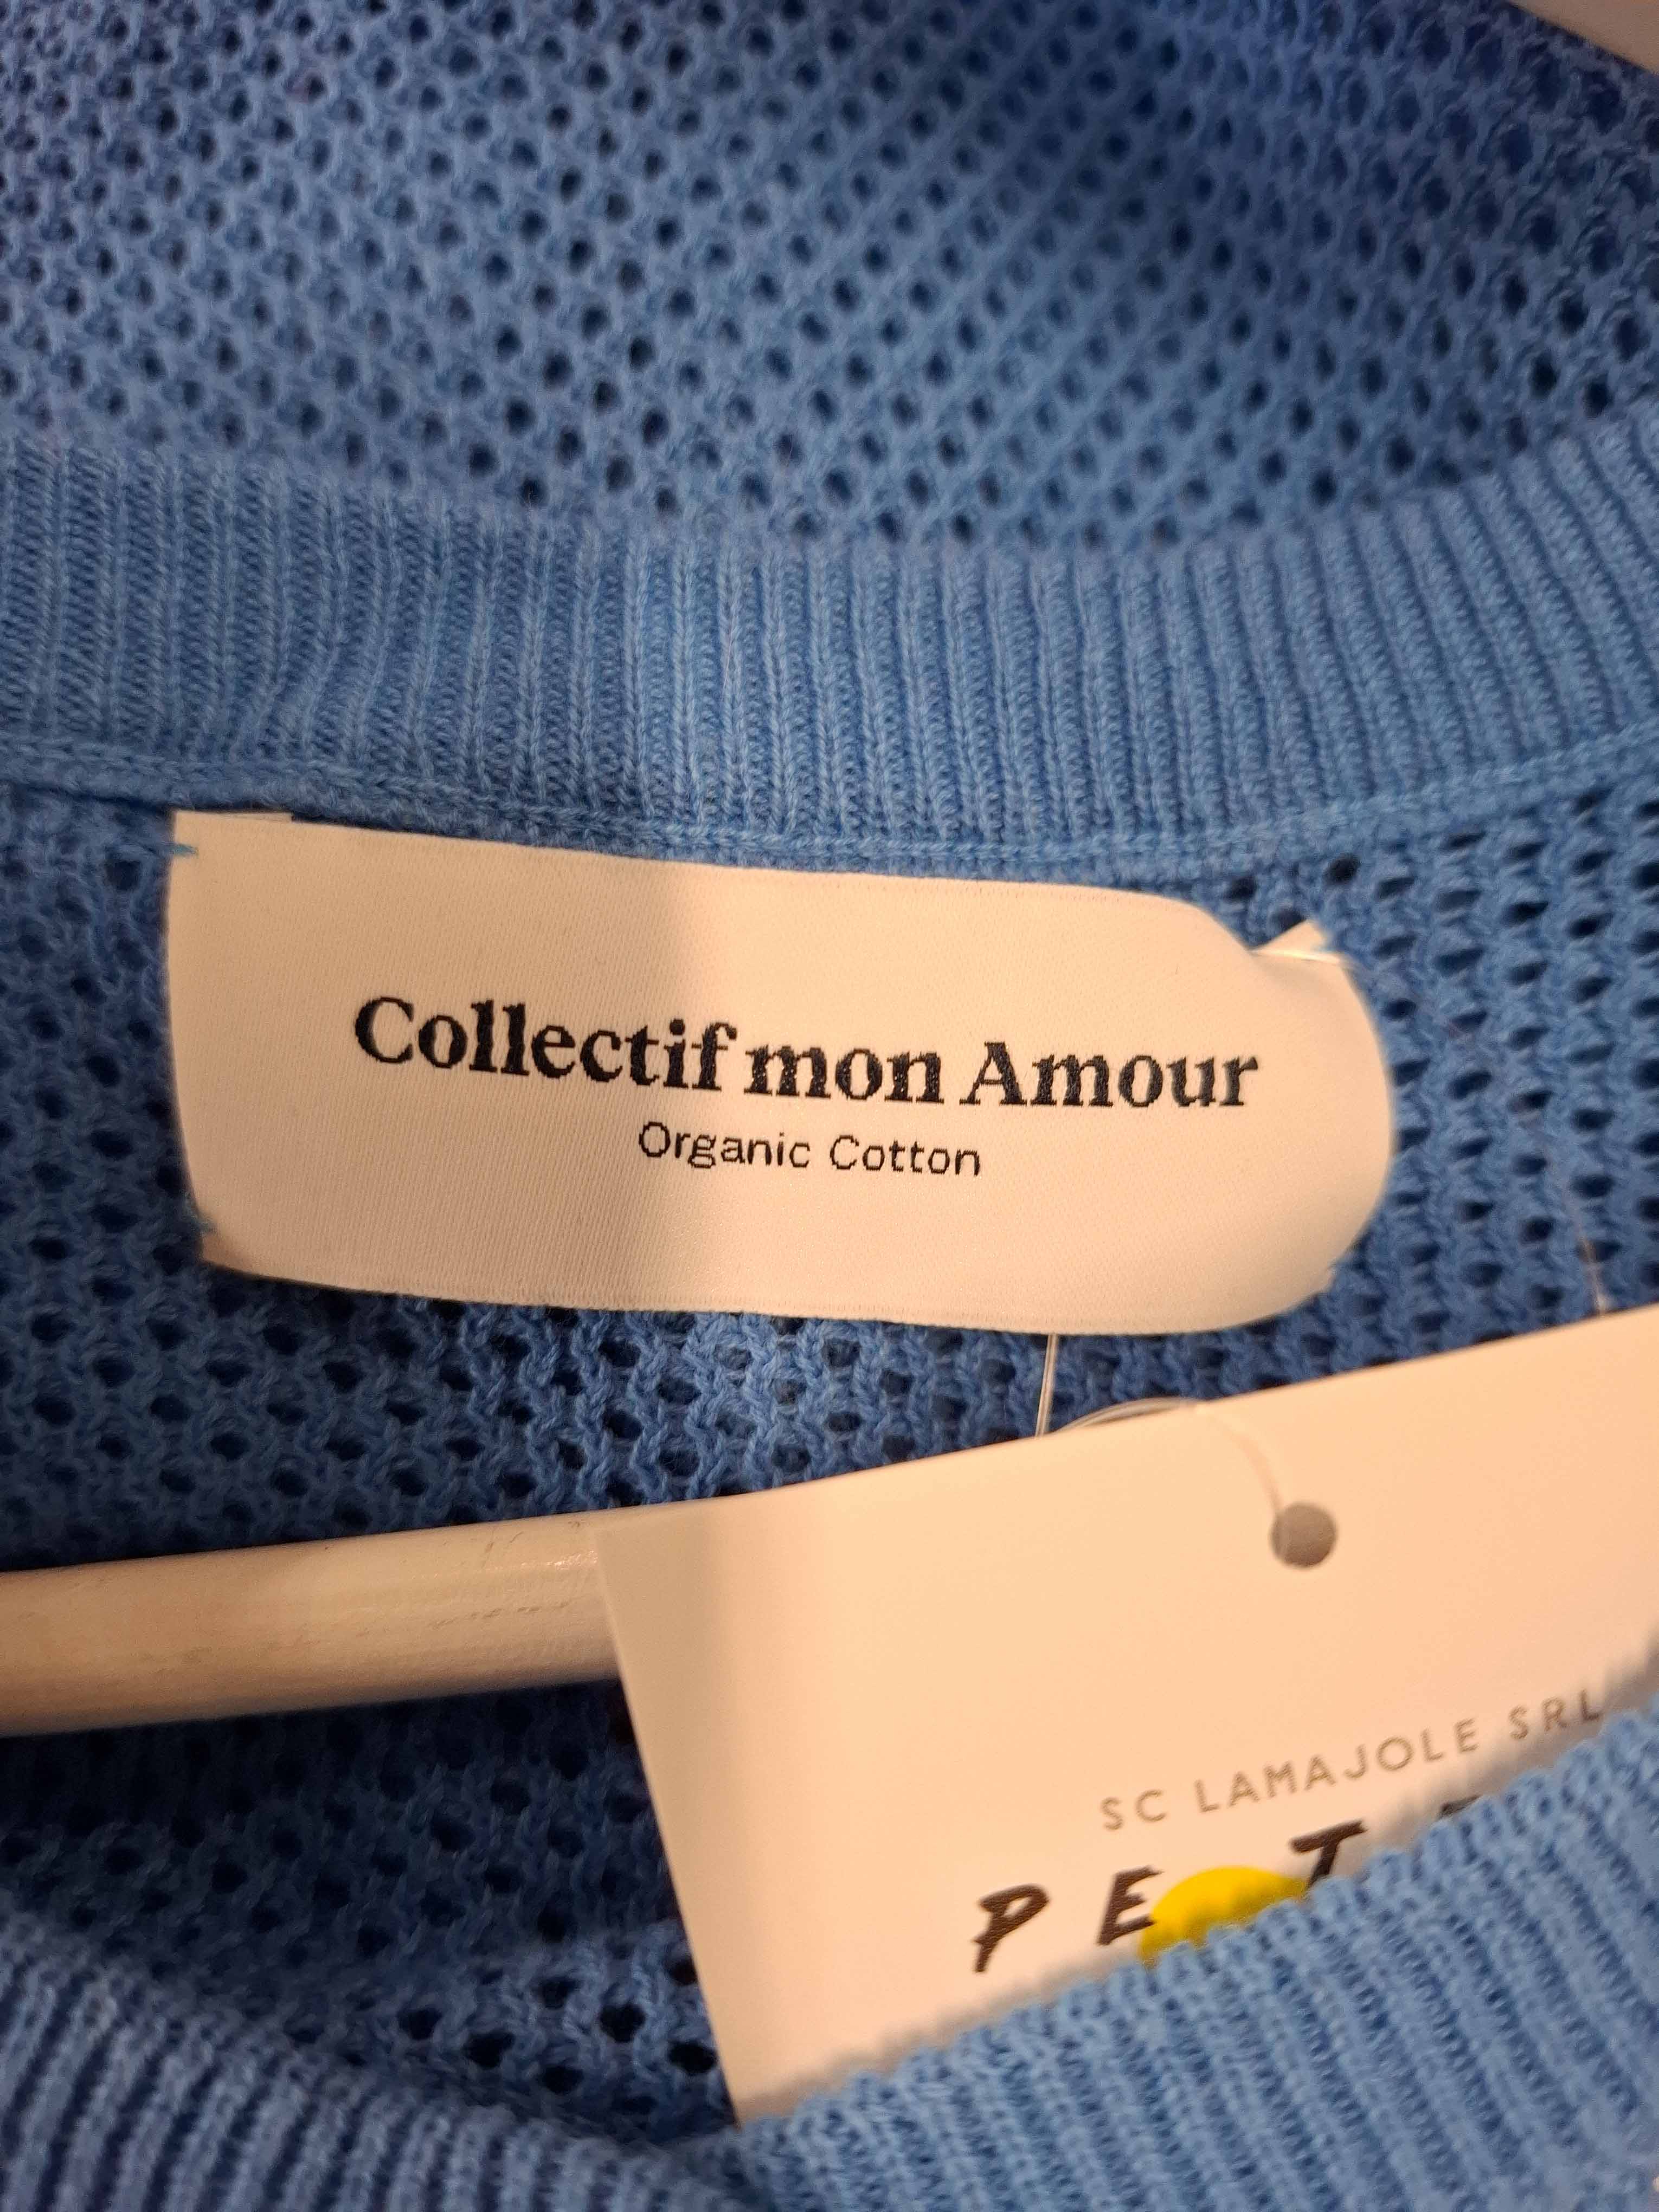 Collectif mon Amour
Organic Cotton
SC LAMAJOLE SRL